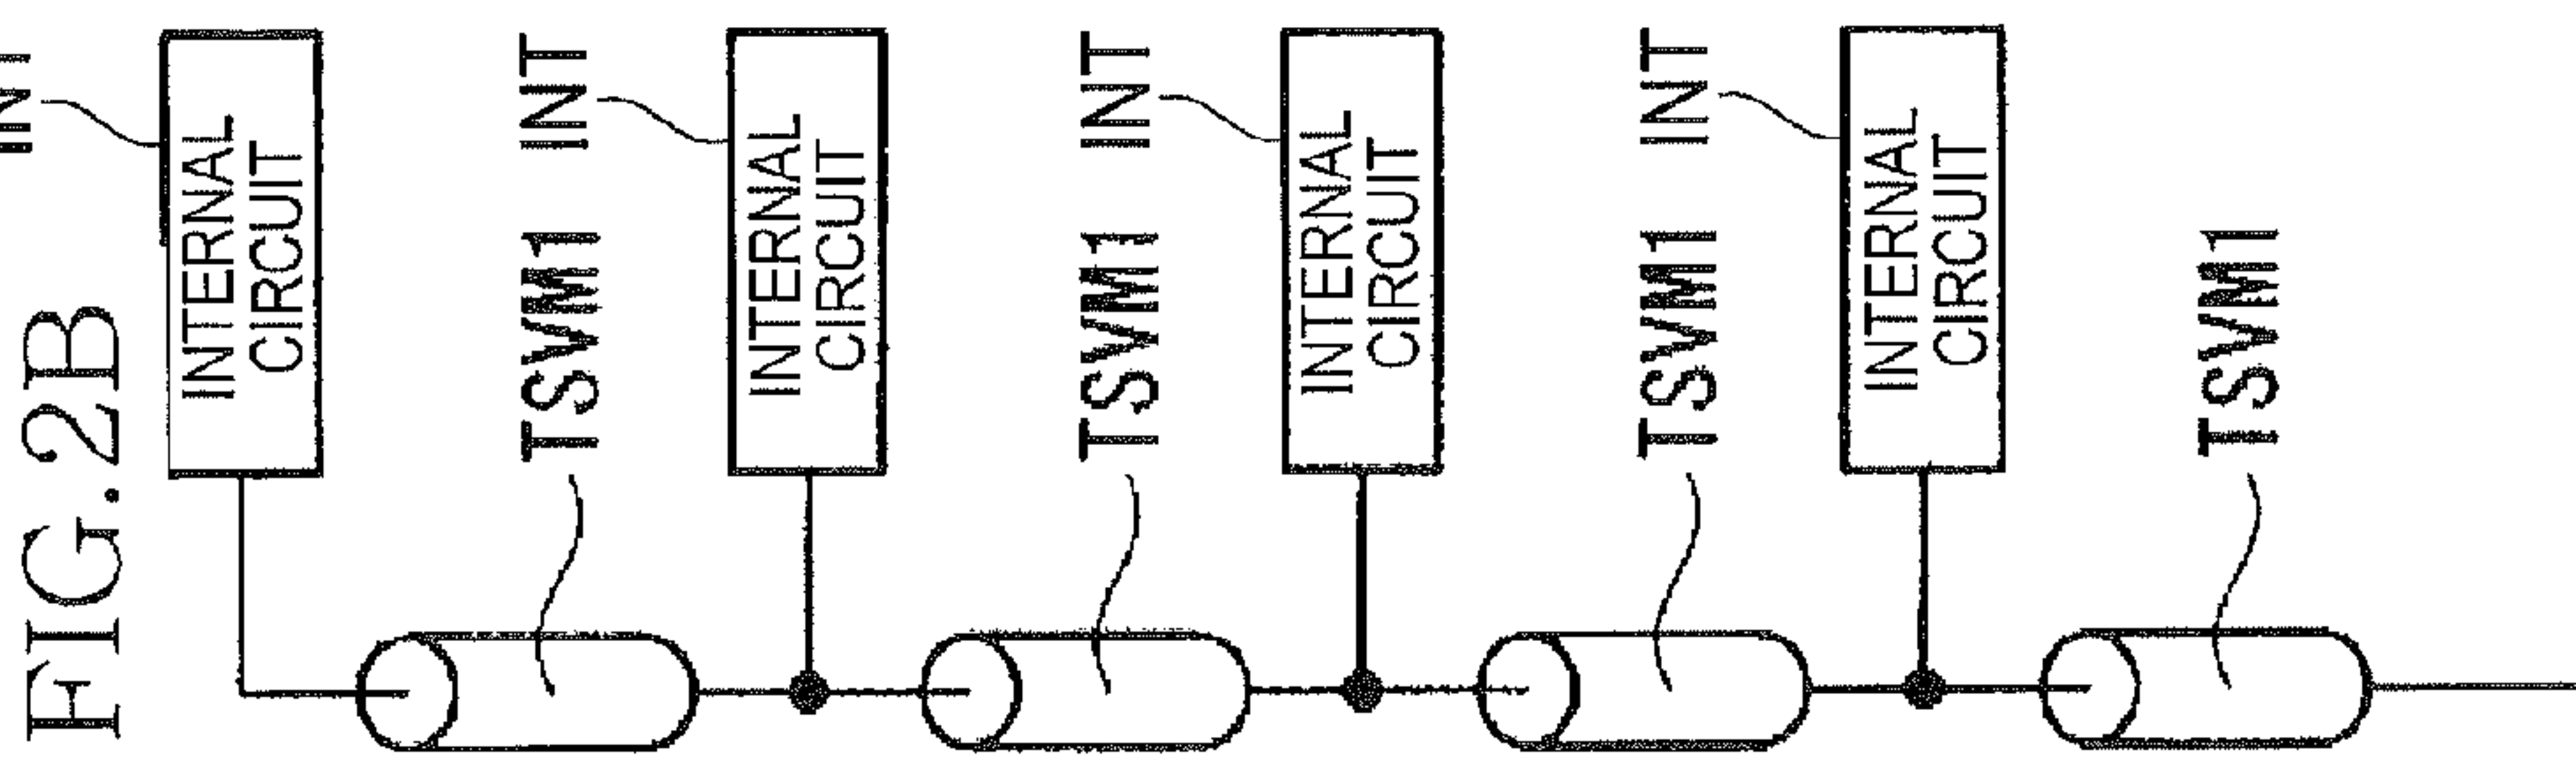 FIG.2B
INT
INTERNAL
CIRCUIT
TSVM1
INT
INTERNAL
CIRCUIT
TSVM1
INT
INTERNAL
CIRCUIT
TSVM1
INT
INTERNAL
CIRCUIT
TSVM1